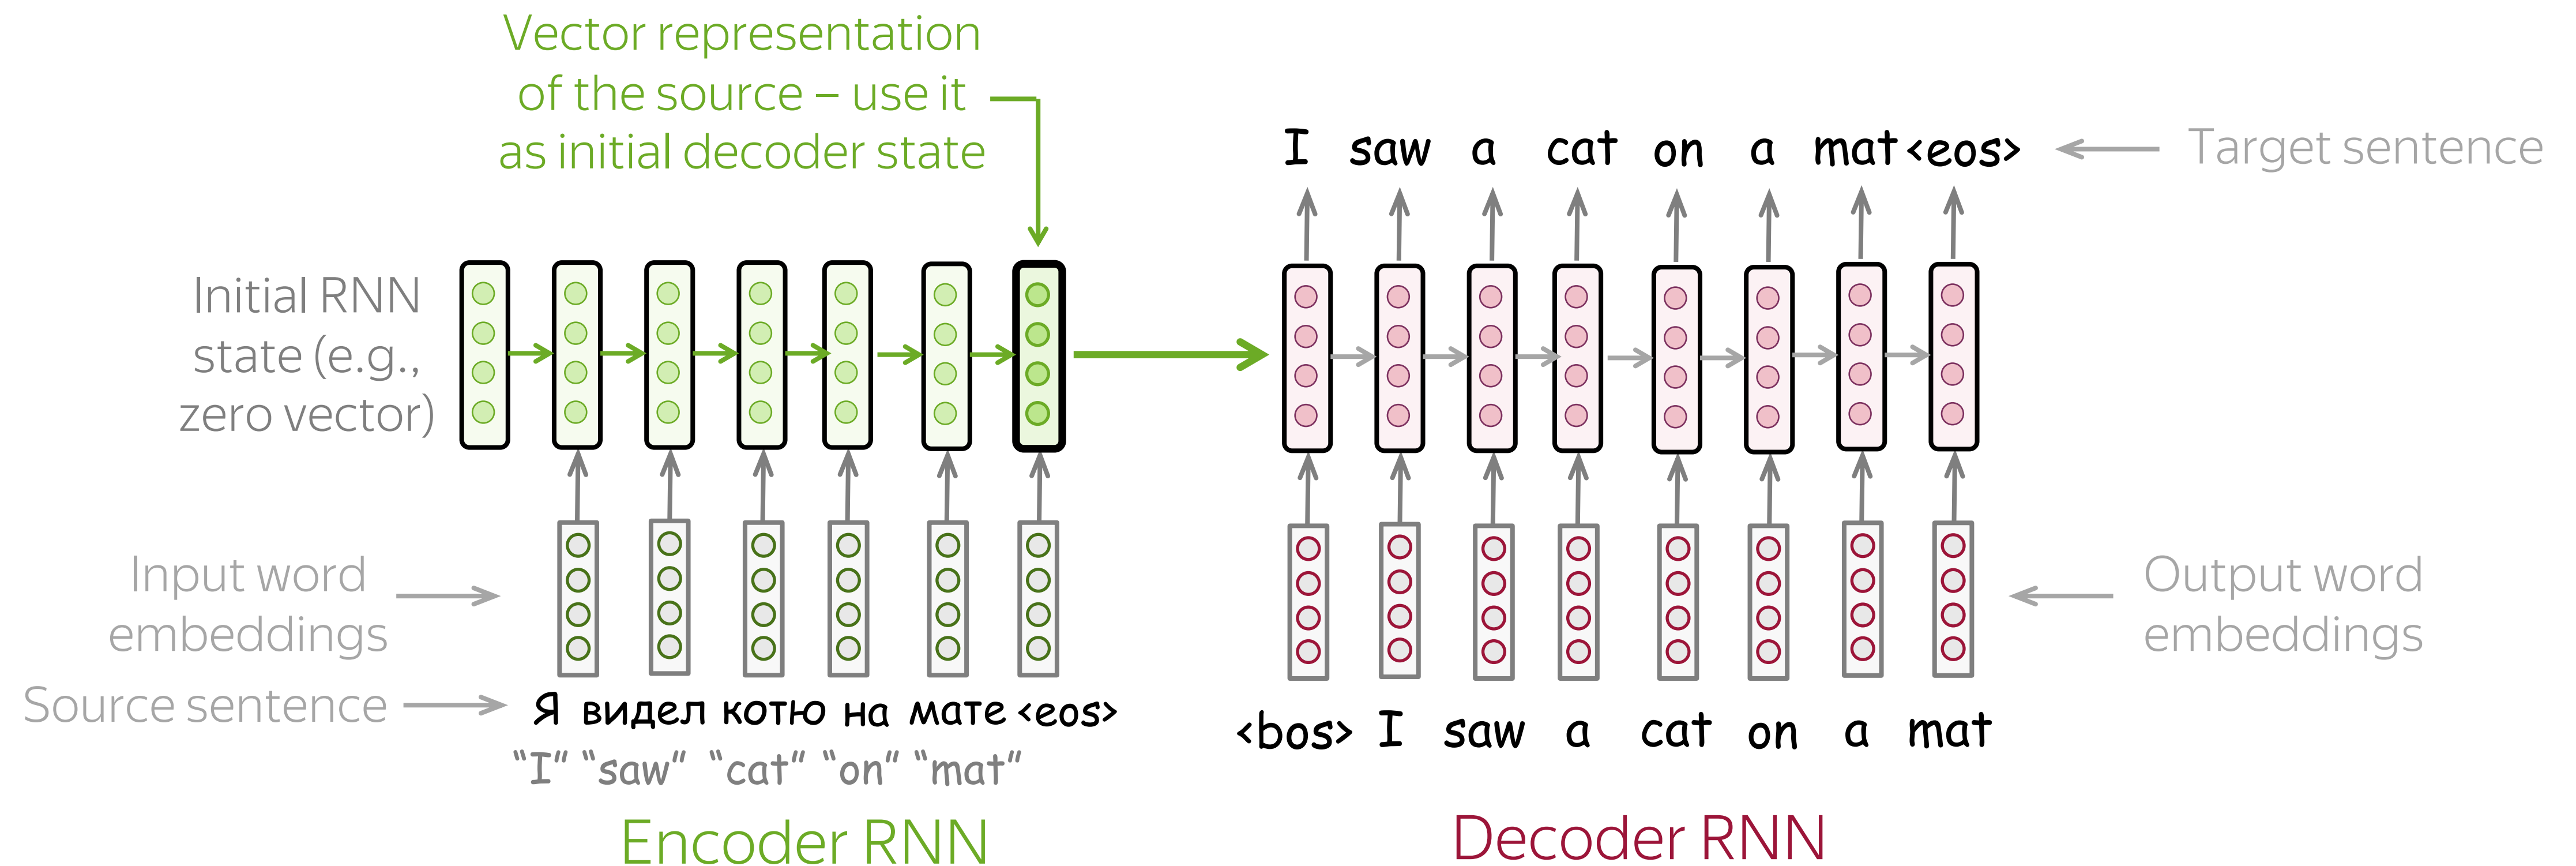 Vector representation
of the source – use it
as initial decoder state
I saw a cat on a mat <eos>
Target sentence
Initial RNN
state (e.g.,
zero vector)
Input word
embeddings
Output word
embeddings
Source sentence
Я видел котю на мате <eos>
"I" "saw" "cat" "on" "mat"
<bos> I saw a cat on a mat
Encoder RNN
Decoder RNN